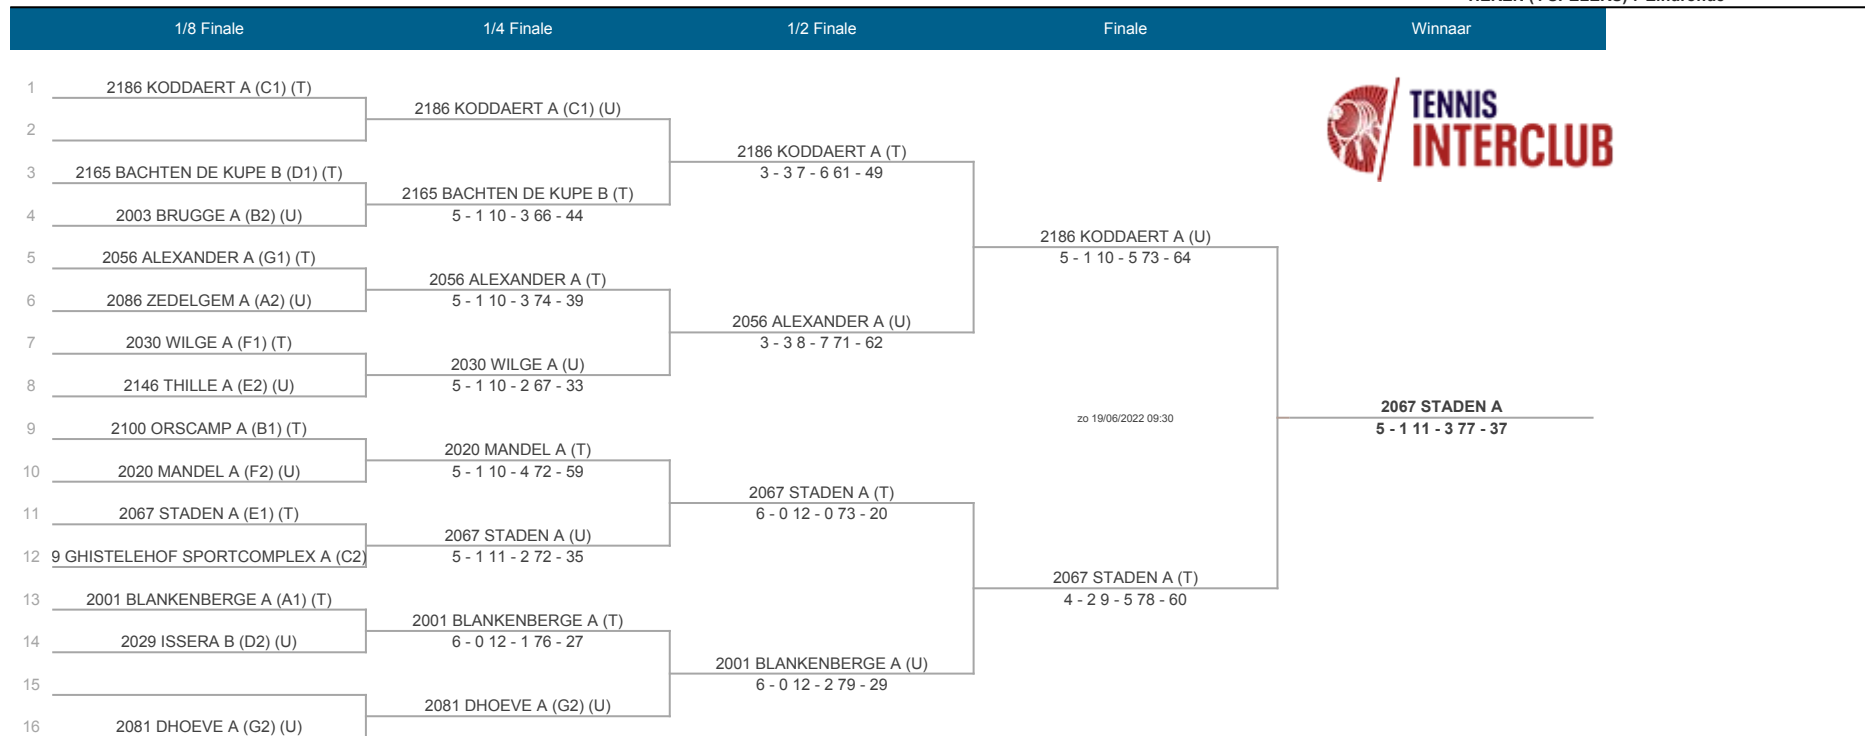 1/8 Finale 1/4 Finale 1/2 Finale Finale Winnaar
TENNIS
INTERCLUB
1 2186 KODDAERT A (C1) (T)
2186 KODDAERT A (C1) (U)
2
2186 KODDAERT A (T)
3 - 3 7 - 6 61 - 49
3 2165 BACHTEN DE KUPE B (D1) (T)
2165 BACHTEN DE KUPE B (T)
5 - 1 10 - 3 66 - 44
4 2003 BRUGGE A (B2) (U)
2186 KODDAERT A (U)
5 - 1 10 - 5 73 - 64
5 2056 ALEXANDER A (G1) (T)
2056 ALEXANDER A (T)
5 - 1 10 - 3 74 - 39
6 2086 ZEDELGEM A (A2) (U)
2056 ALEXANDER A (U)
3 - 3 8 - 7 71 - 62
7 2030 WILGE A (F1) (T)
2030 WILGE A (U)
5 - 1 10 - 2 67 - 33
8 2146 THILLE A (E2) (U)
2067 STADEN A
5 - 1 11 - 3 77 - 37
zo 19/06/2022 09:30
9 2100 ORSCAMP A (B1) (T)
2020 MANDEL A (T)
5 - 1 10 - 4 72 - 59
10 2020 MANDEL A (F2) (U)
2067 STADEN A (T)
6 - 0 12 - 0 73 - 20
11 2067 STADEN A (E1) (T)
2067 STADEN A (U)
5 - 1 11 - 2 72 - 35
12 9 GHISTELEHOF SPORTCOMPLEX A (C2)
2067 STADEN A (T)
4 - 2 9 - 5 78 - 60
13 2001 BLANKENBERGE A (A1) (T)
2001 BLANKENBERGE A (T)
6 - 0 12 - 1 76 - 27
14 2029 ISSERA B (D2) (U)
2001 BLANKENBERGE A (U)
6 - 0 12 - 2 79 - 29
15
2081 DHOEVE A (G2) (U)
16 2081 DHOEVE A (G2) (U)